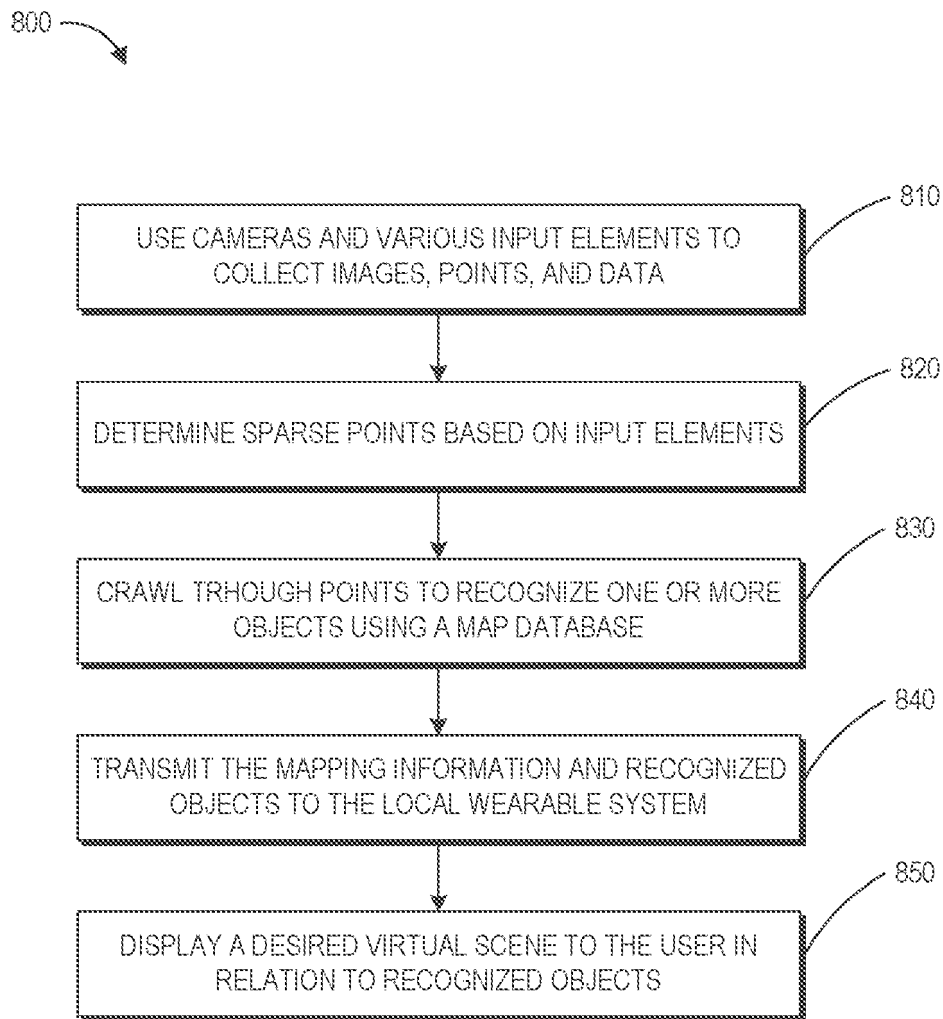 800
810
USE CAMERAS AND VARIOUS INPUT ELEMENTS TO
COLLECT IMAGES, POINTS, AND DATA
820
DETERMINE SPARSE POINTS BASED ON INPUT ELEMENTS
830
CRAWL TRHOUGH POINTS TO RECOGNIZE ONE OR MORE
OBJECTS USING A MAP DATABASE
840
TRANSMIT THE MAPPING INFORMATION AND RECOGNIZED
OBJECTS TO THE LOCAL WEARABLE SYSTEM
850
DISPLAY A DESIRED VIRTUAL SCENE TO THE USER IN
RELATION TO RECOGNIZED OBJECTS